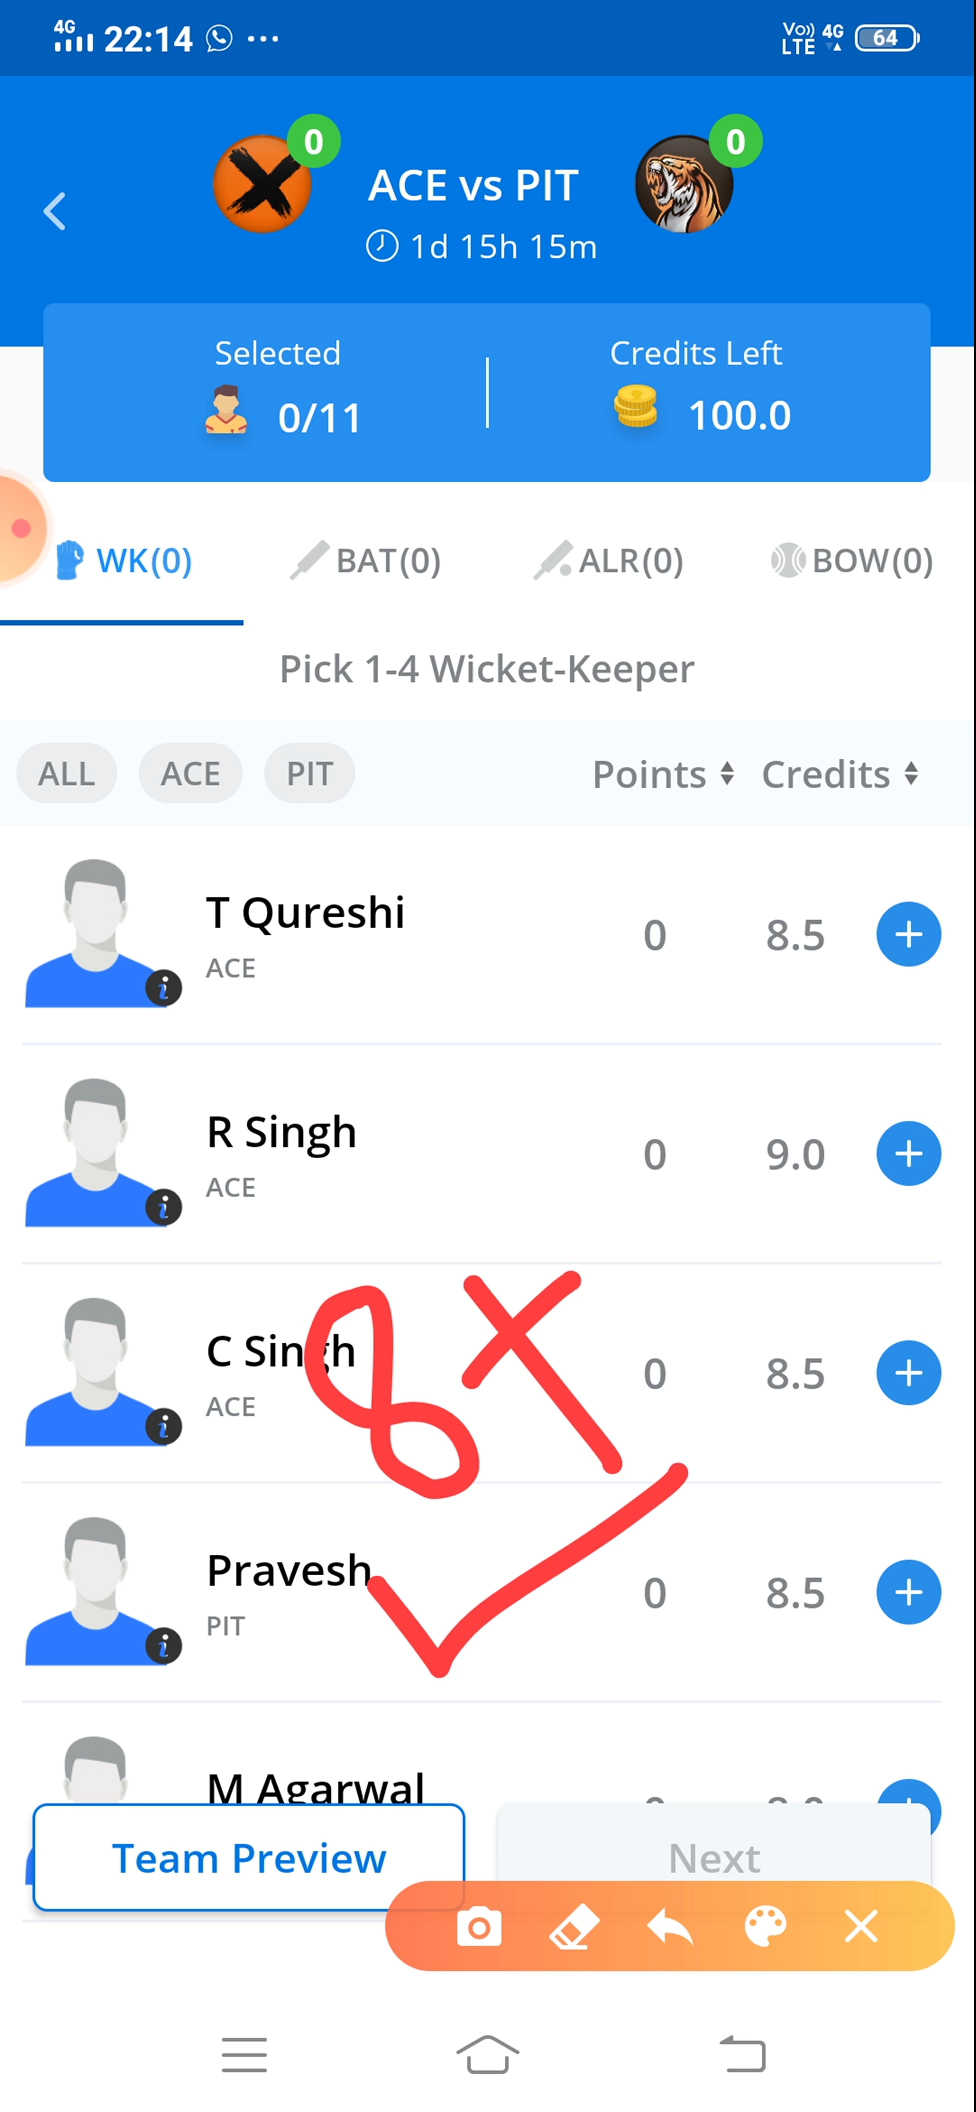 4G 22:14 ... Vo)) LTE 4G 64
0 ACE vs PIT 0
1d 15h 15m
Selected Credits Left
0/11 100.0
WK(0) BAT(0) ALR(0) BOW(0)
Pick 1-4 Wicket-Keeper
ALL ACE PIT Points Credits
T Qureshi 0 8.5 +
ACE i
R Singh 0 9.0 +
ACE i
8X
C Singh 0 8.5 +
ACE i
Pravesh 0 8.5 +
PIT i
M Agarwal
Team Preview Next